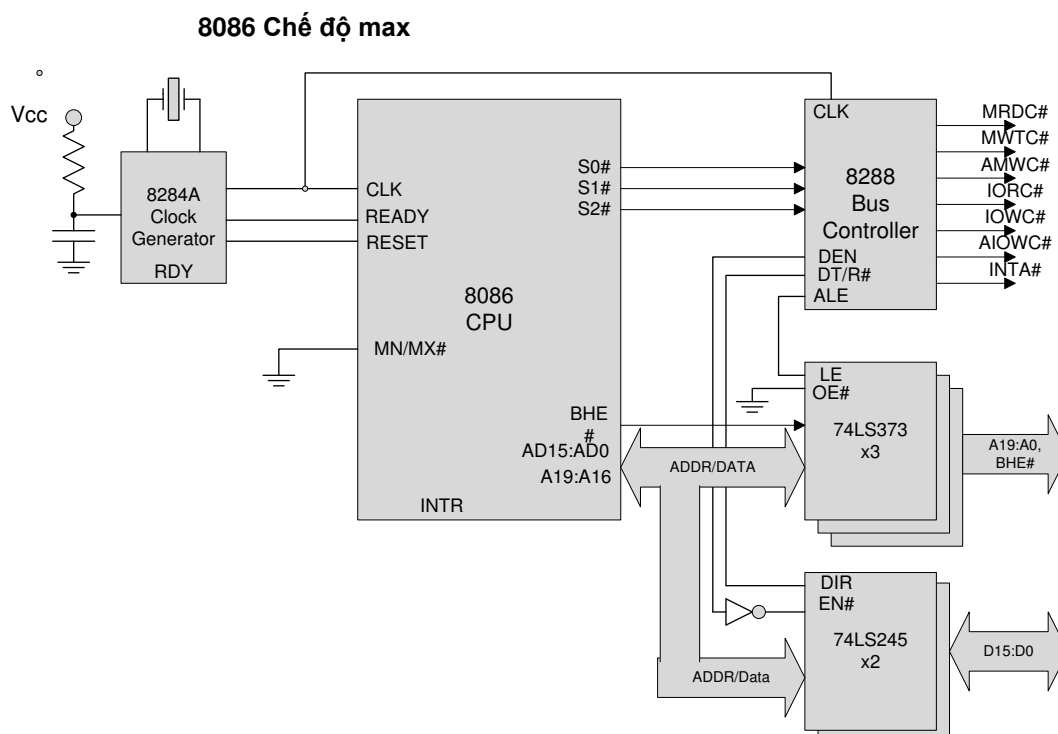 8086 Chế độ max
Vcc
8284A
Clock
Generator
RDY
CLK
READY
RESET
MN/MX#
8086
CPU
INTR
S0#
S1#
S2#
BHE
#
AD15:AD0
A19:A16
CLK
8288
Bus
Controller
DEN
DT/R#
ALE
MRDC#
MWTC#
AMWC#
IORC#
IOWC#
AIOWC#
INTA#
LE
OE#
74LS373
x3
ADDR/DATA
A19:A0,
BHE#
DIR
EN#
74LS245
x2
ADDR/Data
D15:D0